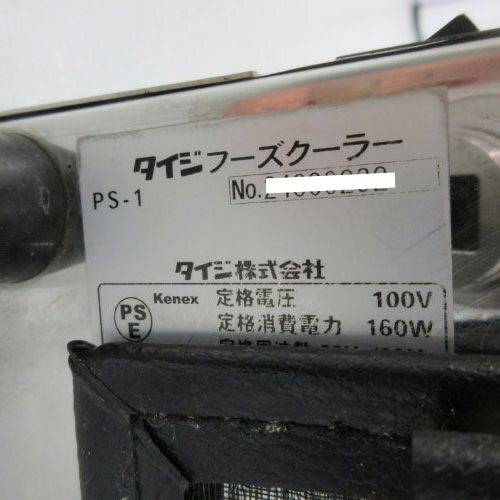 タイジフーズクーラー
PS-1
No.
タイジ株式会社
PS
E
Kenex 定格電圧 100V
定格消費電力 160W